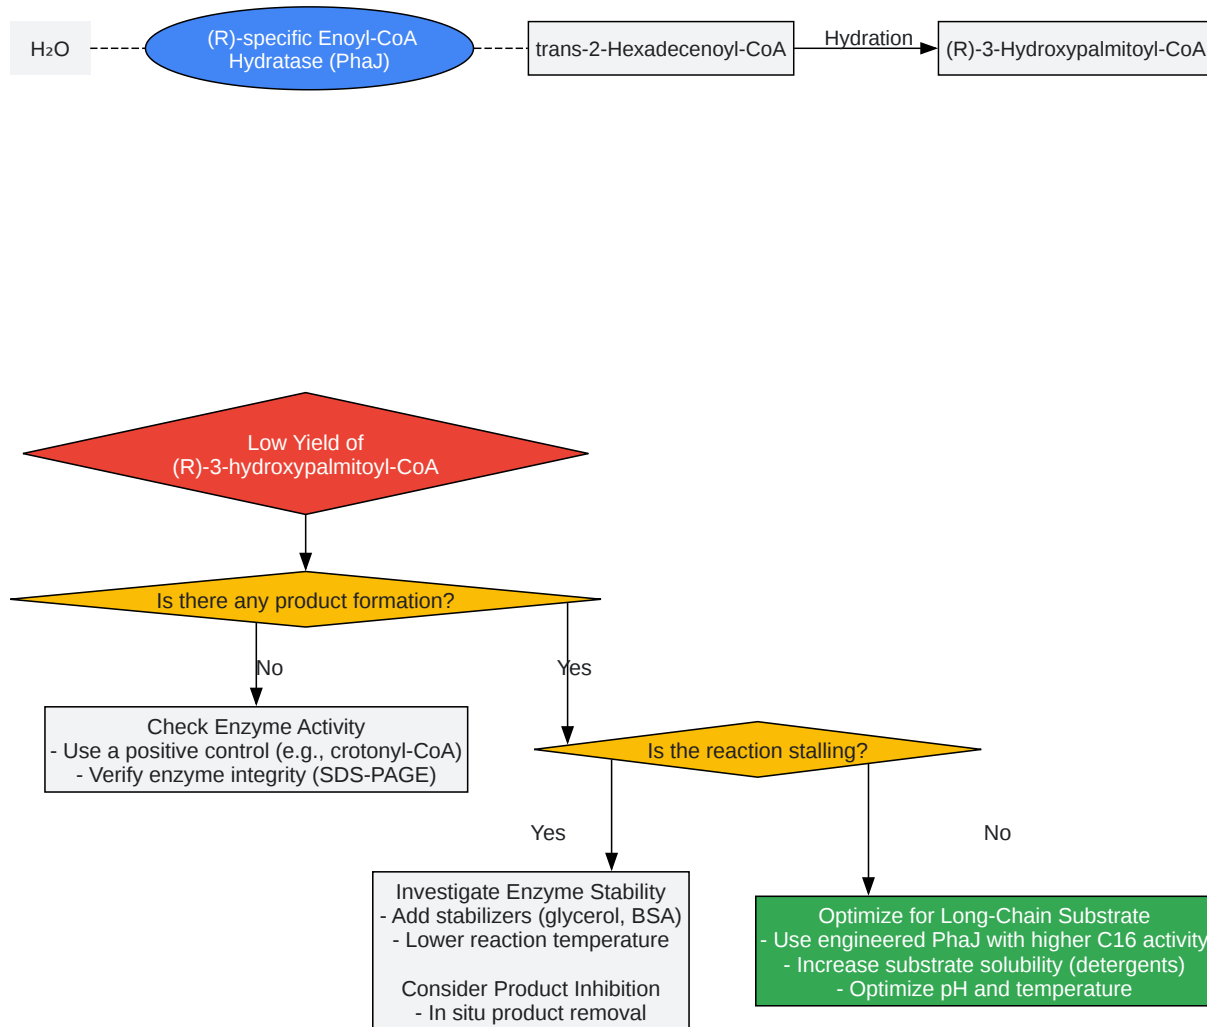 H₂O
(R)-specific Enoyl-CoA
Hydratase (PhaJ)
trans-2-Hexadecenoyl-CoA
Hydration
(R)-3-Hydroxypalmitoyl-CoA
Low Yield of
(R)-3-hydroxypalmitoyl-CoA
Is there any product formation?
No
Yes
Check Enzyme Activity
- Use a positive control (e.g., crotonyl-CoA)
- Verify enzyme integrity (SDS-PAGE)
Is the reaction stalling?
Yes
No
Investigate Enzyme Stability
- Add stabilizers (glycerol, BSA)
- Lower reaction temperature
Consider Product Inhibition
- In situ product removal
Optimize for Long-Chain Substrate
- Use engineered PhaJ with higher C16 activity
- Increase substrate solubility (detergents)
- Optimize pH and temperature